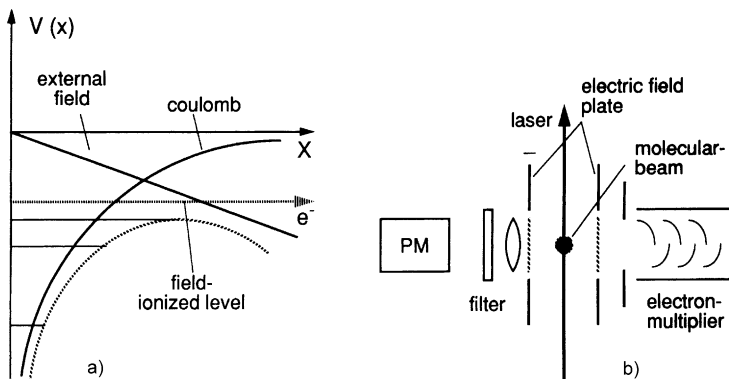 V (x)
external
field
coulomb
X
e⁻
field-
ionized level
a)
electric field
plate
laser
–
molecular-
beam
PM
filter
electron-
multiplier
b)